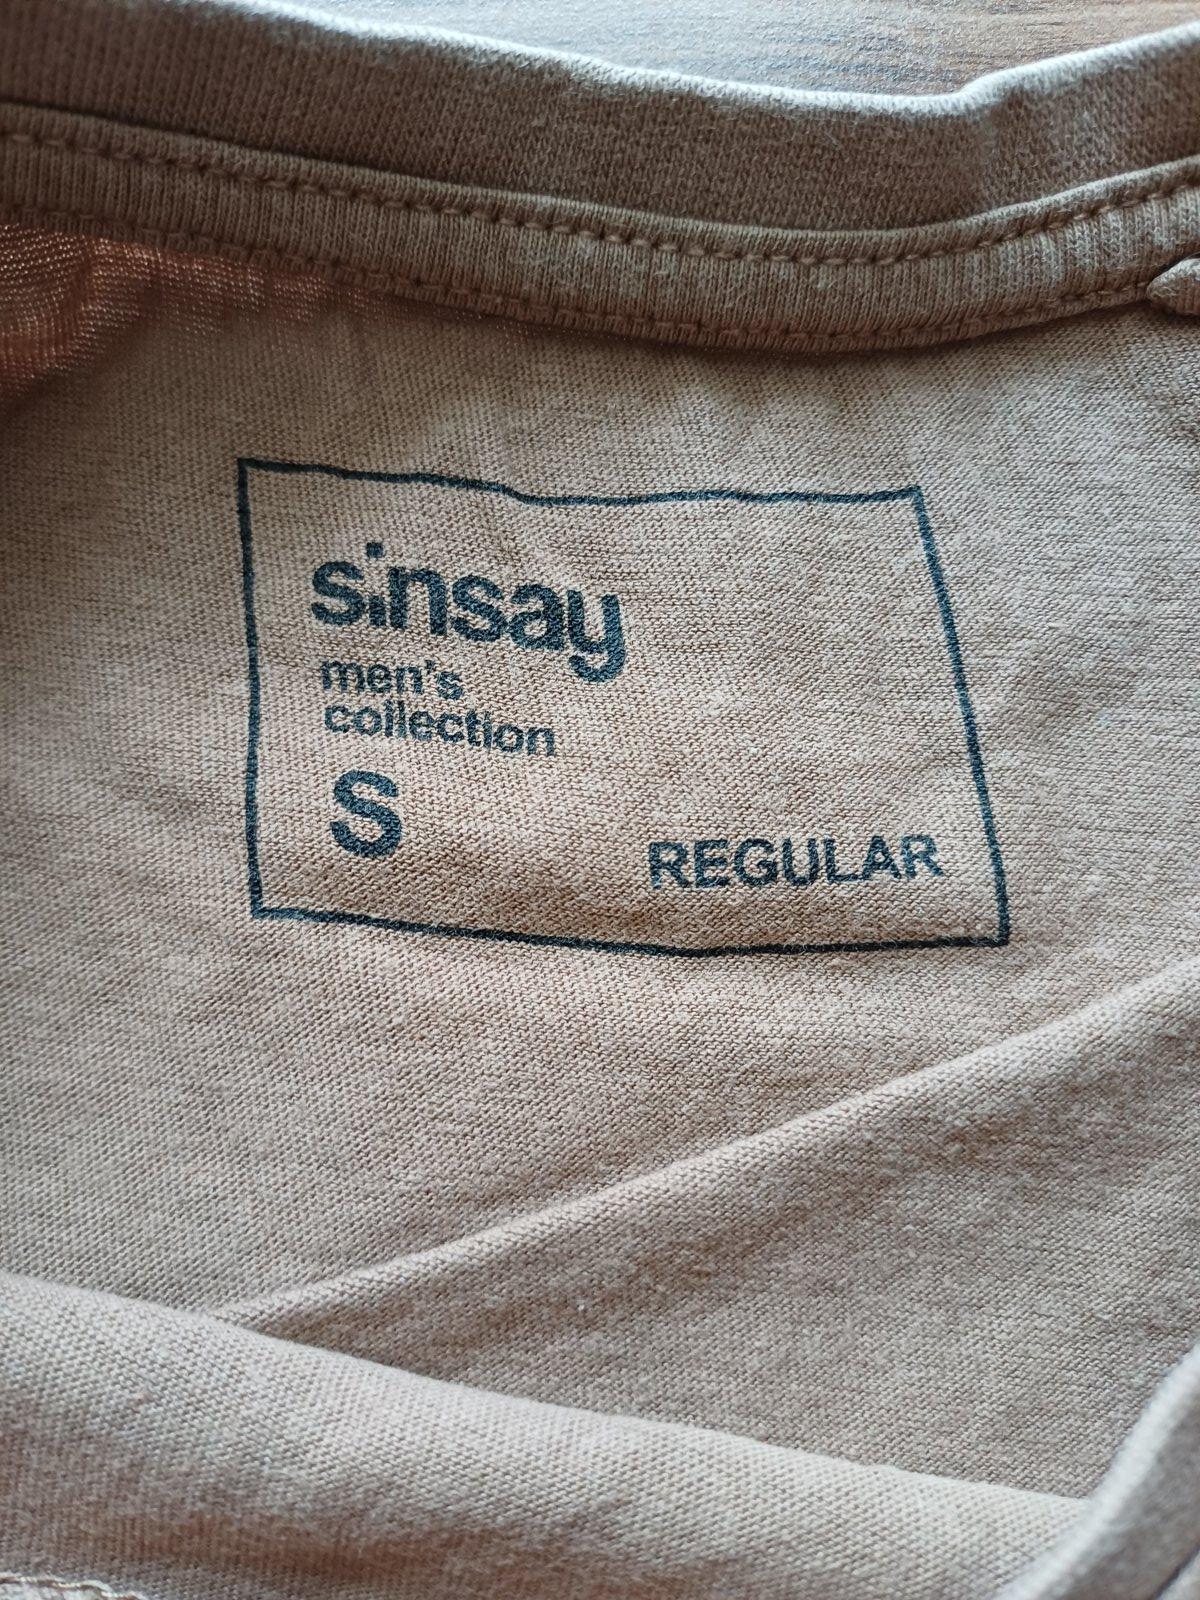 sinsay
men's
collection
S
REGULAR